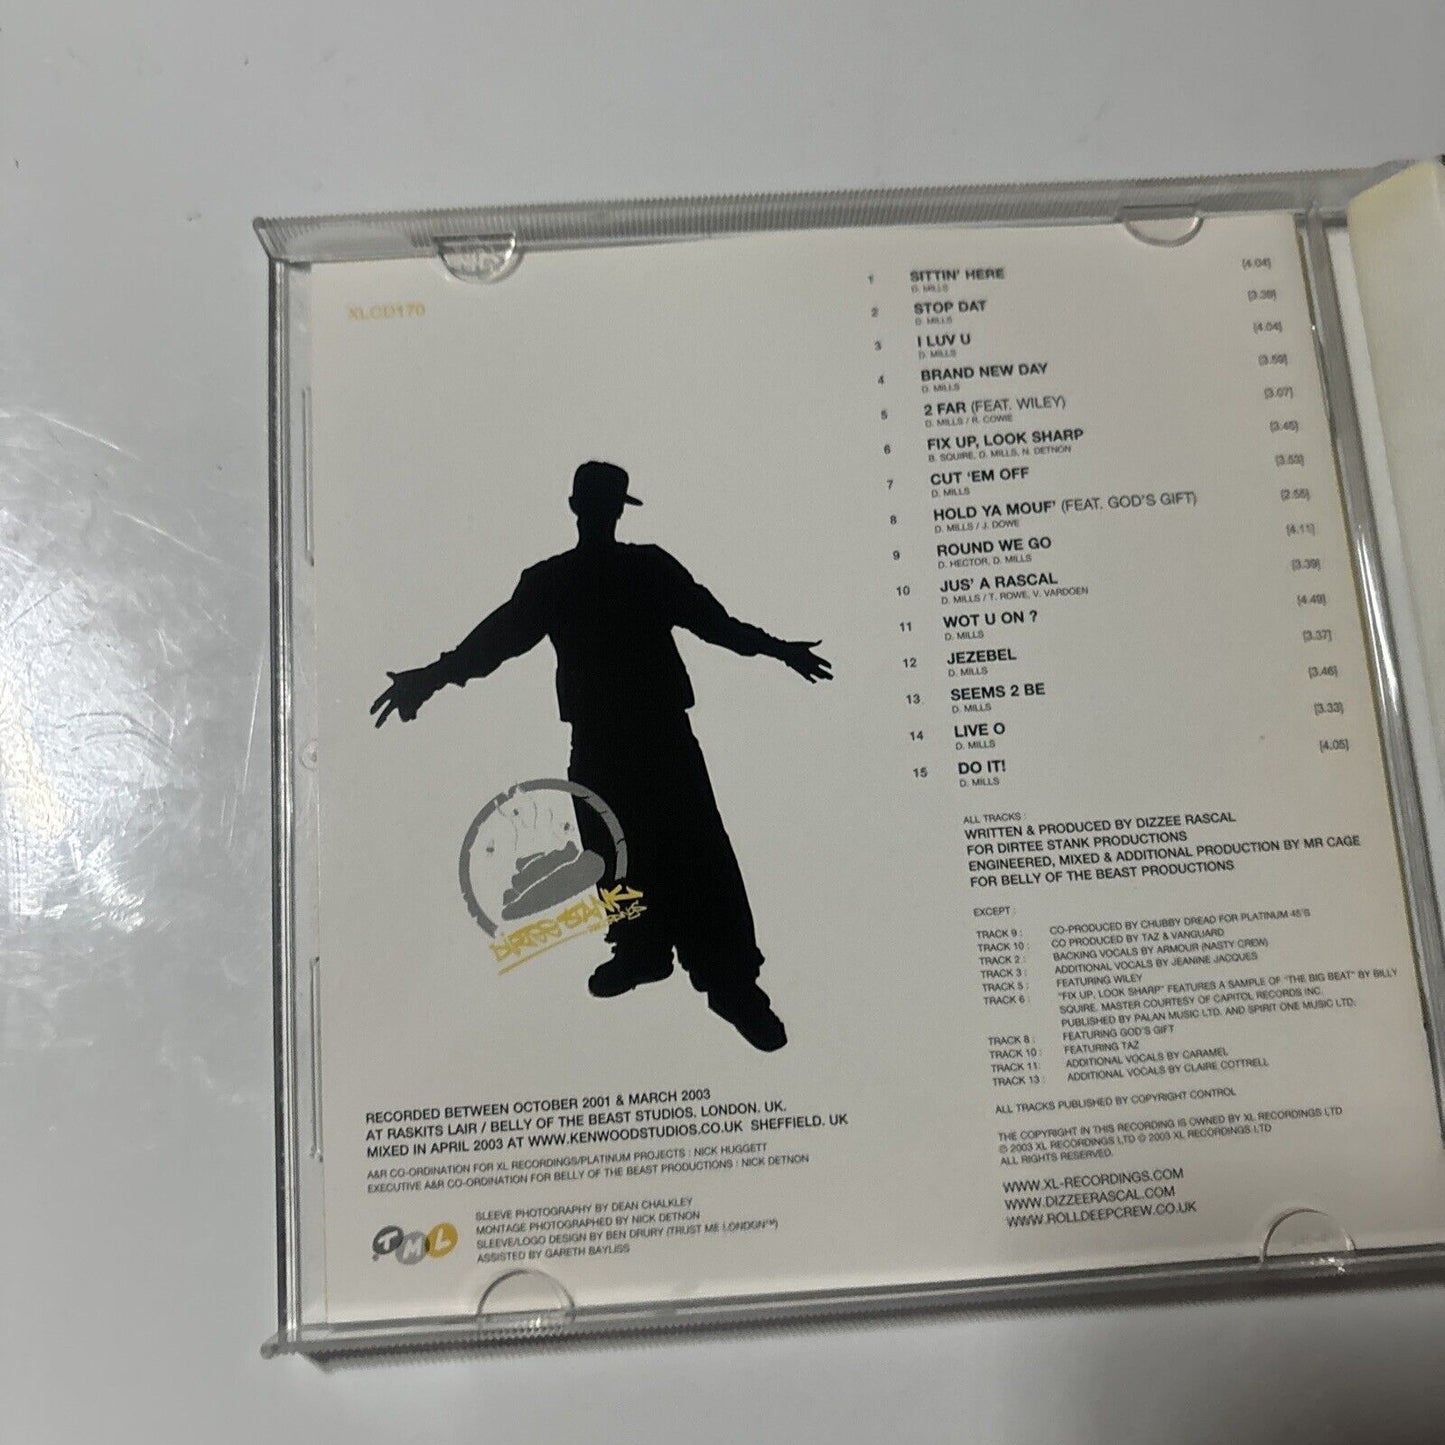 XLCD170
1 SITTIN' HERE [4.04]
D. MILLS
2 STOP DAT [3.39]
D. MILLS
3 I LUV U [4.04]
D. MILLS
4 BRAND NEW DAY [3.59]
D. MILLS
5 2 FAR (FEAT. WILEY) [3.07]
D. MILLS / R. COWIE
6 FIX UP, LOOK SHARP [3.45]
B. SQUIRE, D. MILLS, N. DETNON
7 CUT 'EM OFF [3.53]
D. MILLS
8 HOLD YA MOUF' (FEAT. GOD'S GIFT) [2.55]
D. MILLS / J. DOWE
9 ROUND WE GO [4.11]
D. HECTOR, D. MILLS
10 JUS' A RASCAL [3.39]
D. MILLS / T. ROWE, V. VARDOEN
11 WOT U ON ? [4.49]
D. MILLS
12 JEZEBEL [3.37]
D. MILLS
13 SEEMS 2 BE [3.46]
D. MILLS
14 LIVE O [3.33]
D. MILLS
15 DO IT! [4.05]
D. MILLS
ALL TRACKS :
WRITTEN & PRODUCED BY DIZZEE RASCAL
FOR DIRTEE STANK PRODUCTIONS
ENGINEERED, MIXED & ADDITIONAL PRODUCTION BY MR CAGE
FOR BELLY OF THE BEAST PRODUCTIONS
EXCEPT :
TRACK 9 : CO-PRODUCED BY CHUBBY DREAD FOR PLATINUM 45'S
TRACK 10 : CO PRODUCED BY TAZ & VANGUARD
TRACK 2 : BACKING VOCALS BY ARMOUR (NASTY CREW)
TRACK 3 : ADDITIONAL VOCALS BY JEANINE JACQUES
TRACK 5 : FEATURING WILEY
TRACK 6 : "FIX UP, LOOK SHARP" FEATURES A SAMPLE OF "THE BIG BEAT" BY BILLY
SQUIRE. MASTER COURTESY OF CAPITOL RECORDS INC.
PUBLISHED BY PALAN MUSIC LTD. AND SPIRIT ONE MUSIC LTD.
TRACK 8 : FEATURING GOD'S GIFT
TRACK 10 : FEATURING TAZ
TRACK 11: ADDITIONAL VOCALS BY CARAMEL
TRACK 13 : ADDITIONAL VOCALS BY CLAIRE COTTRELL
ALL TRACKS PUBLISHED BY COPYRIGHT CONTROL
THE COPYRIGHT IN THIS RECORDING IS OWNED BY XL RECORDINGS LTD
℗ 2003 XL RECORDINGS LTD © 2003 XL RECORDINGS LTD
ALL RIGHTS RESERVED.
WWW.XL-RECORDINGS.COM
WWW.DIZZEERASCAL.COM
WWW.ROLLDEEPCREW.CO.UK
DIRTEE STANK
RECORDED BETWEEN OCTOBER 2001 & MARCH 2003
AT RASKITS LAIR / BELLY OF THE BEAST STUDIOS, LONDON. UK.
MIXED IN APRIL 2003 AT WWW.KENWOODSTUDIOS.CO.UK SHEFFIELD. UK
A&R CO-ORDINATION FOR XL RECORDINGS/PLATINUM PROJECTS : NICK HUGGETT
EXECUTIVE A&R CO-ORDINATION FOR BELLY OF THE BEAST PRODUCTIONS : NICK DETNON
TML
SLEEVE PHOTOGRAPHY BY DEAN CHALKLEY
MONTAGE PHOTOGRAPHED BY NICK DETNON
SLEEVE/LOGO DESIGN BY BEN DRURY (TRUST ME LONDON™)
ASSISTED BY GARETH BAYLISS